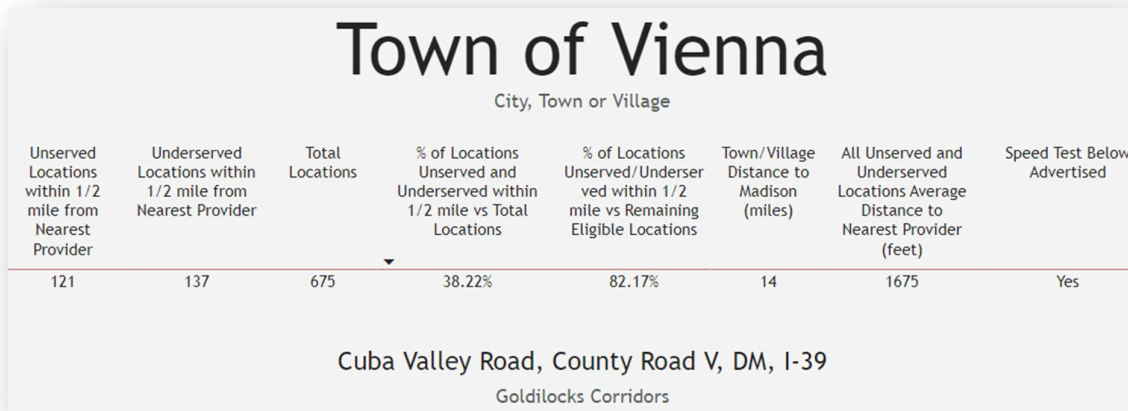 Town of Vienna
City, Town or Village
Unserved
Locations
within 1/2
mile from
Nearest
Provider
Underserved
Locations within
1/2 mile from
Nearest Provider
Total
Locations
% of Locations
Unserved and
Underserved within
1/2 mile vs Total
Locations
% of Locations
Unserved/Underser
ved within 1/2
mile vs Remaining
Eligible Locations
Town/Village
Distance to
Madison
(miles)
All Unserved and
Underserved
Locations Average
Distance to
Nearest Provider
(feet)
Speed Test Below
Advertised
121 137 675 38.22% 82.17% 14 1675 Yes
Cuba Valley Road, County Road V, DM, I-39
Goldilocks Corridors